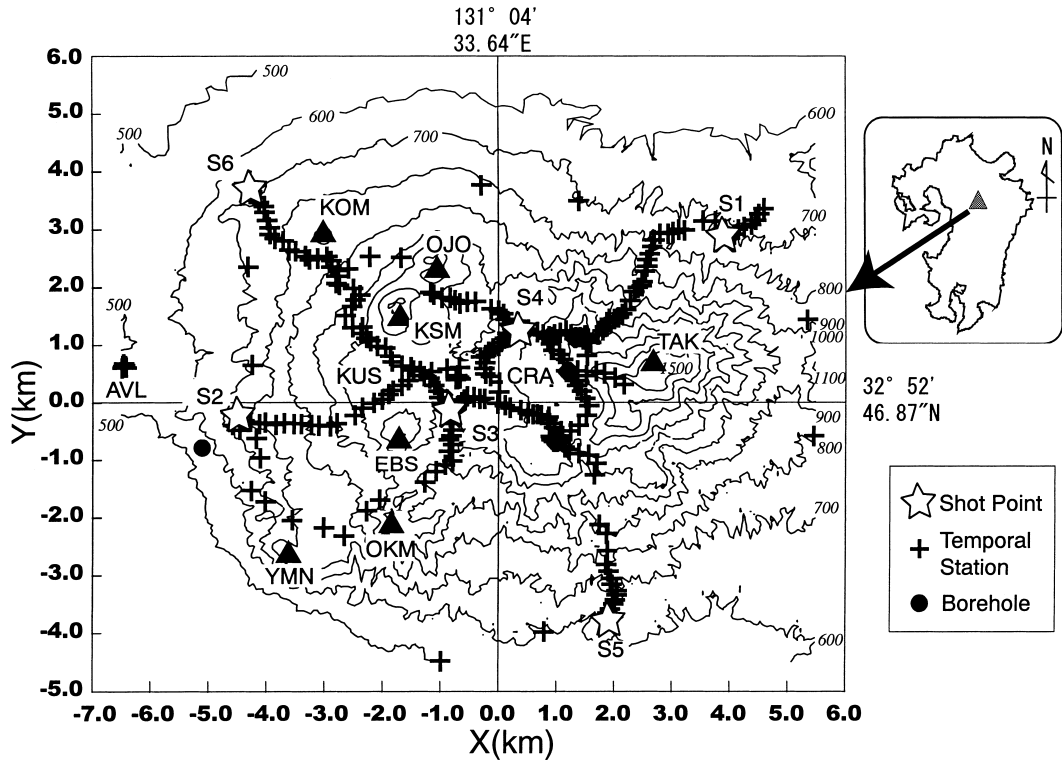 131° 04'
33.64″E
6.0
5.0
4.0
3.0
2.0
1.0
0.0
-1.0
-2.0
-3.0
-4.0
-5.0
Y(km)
-7.0 -6.0 -5.0 -4.0 -3.0 -2.0 -1.0 0.0 1.0 2.0 3.0 4.0 5.0 6.0
X(km)
500
600
700
500
600
S6
KOM
S1
700
OJO
800
500
S4
KSM
900
1000
TAK
1500
AVL
KUS
CRA
1100
S2
500
900
S3
800
EBS
700
OKM
YMN
600
S5
N
32° 52'
46.87″N
Shot Point
Temporal
Station
Borehole